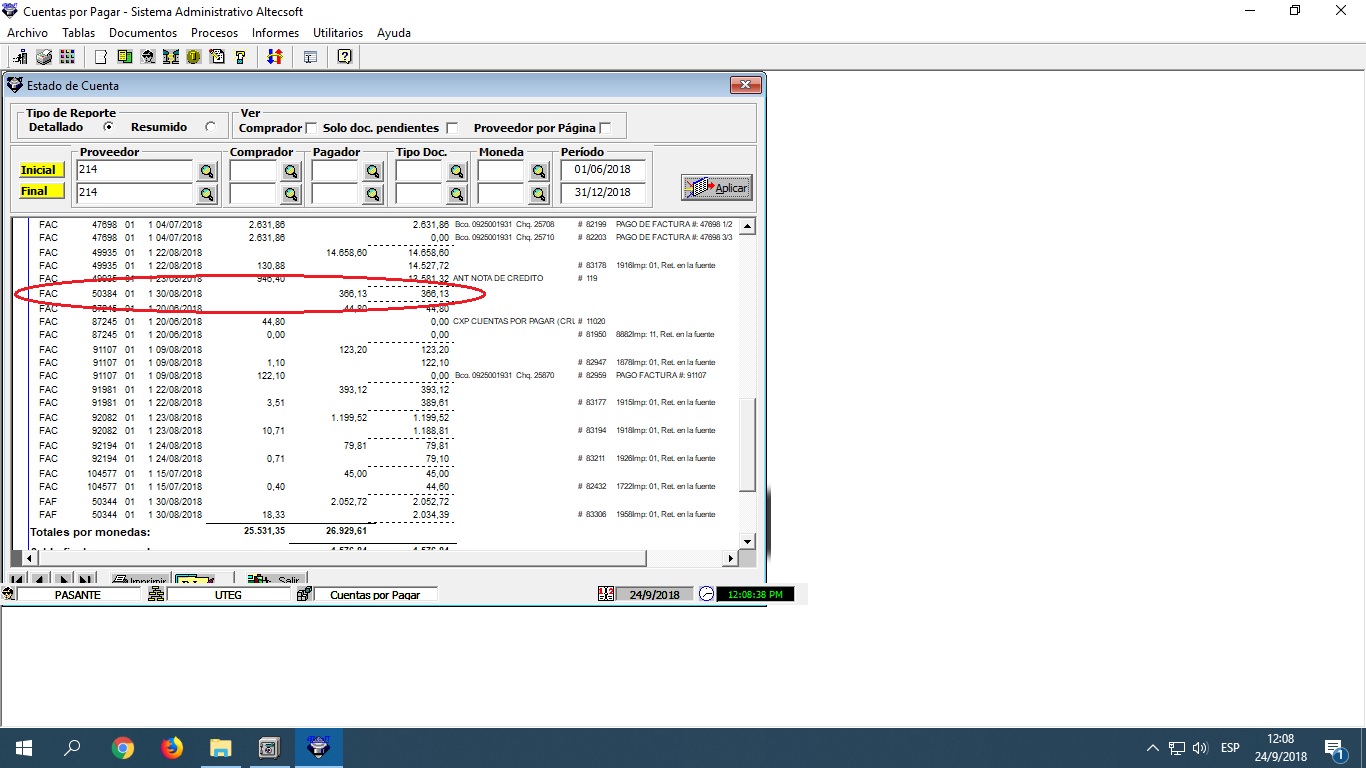 Cuentas por Pagar - Sistema Administrativo Altecsoft
Archivo Tablas Documentos Procesos Informes Utilitarios Ayuda
Estado de Cuenta
Tipo de Reporte Ver
Detallado Resumido Comprador Solo doc. pendientes Proveedor por Página
Proveedor Comprador Pagador Tipo Doc. Moneda Período
Inicial 214 01/06/2018
Final 214 31/12/2018
Aplicar
FAC 47698 01 1 04/07/2018 2.631,86 2.631,86 Bco. 0925001931 Chq. 25708 # 82199 PAGO DE FACTURA #: 47698 1/2
FAC 47698 01 1 04/07/2018 2.631,86 0,00 Bco. 0925001931 Chq. 25710 # 82203 PAGO DE FACTURA #: 47698 3/3
FAC 49935 01 1 22/08/2018 14.658,60 14.658,60
FAC 49935 01 1 22/08/2018 130,88 14.527,72 # 83178 1916Imp: 01, Ret. en la fuente
FAC 49935 01 1 23/08/2018 946,40 13.581,32 ANT NOTA DE CREDITO # 119
FAC 50384 01 1 30/08/2018 366,13 366,13
FAC 87245 01 1 20/06/2018 44,80 44,80
FAC 87245 01 1 20/06/2018 44,80 0,00 CXP CUENTAS POR PAGAR (CRU # 11020
FAC 87245 01 1 20/06/2018 0,00 0,00 # 81950 8882Imp: 11, Ret. en la fuente
FAC 91107 01 1 09/08/2018 123,20 123,20
FAC 91107 01 1 09/08/2018 1,10 122,10 # 82947 1878Imp: 01, Ret. en la fuente
FAC 91107 01 1 09/08/2018 122,10 0,00 Bco. 0925001931 Chq. 25870 # 82959 PAGO FACTURA #: 91107
FAC 91981 01 1 22/08/2018 393,12 393,12
FAC 91981 01 1 22/08/2018 3,51 389,61 # 83177 1915Imp: 01, Ret. en la fuente
FAC 92082 01 1 23/08/2018 1.199,52 1.199,52
FAC 92082 01 1 23/08/2018 10,71 1.188,81 # 83194 1918Imp: 01, Ret. en la fuente
FAC 92194 01 1 24/08/2018 79,81 79,81
FAC 92194 01 1 24/08/2018 0,71 79,10 # 83211 1926Imp: 01, Ret. en la fuente
FAC 104577 01 1 15/07/2018 45,00 45,00
FAC 104577 01 1 15/07/2018 0,40 44,60 # 82432 1722Imp: 01, Ret. en la fuente
FAF 50344 01 1 30/08/2018 2.052,72 2.052,72
FAF 50344 01 1 30/08/2018 18,33 2.034,39 # 83306 1958Imp: 01, Ret. en la fuente
Totales por monedas: 25.531,35 26.929,61
Imprimir Salir
PASANTE UTEG Cuentas por Pagar 24/9/2018 12:08:38 PM
ESP 12:08
24/9/2018
1